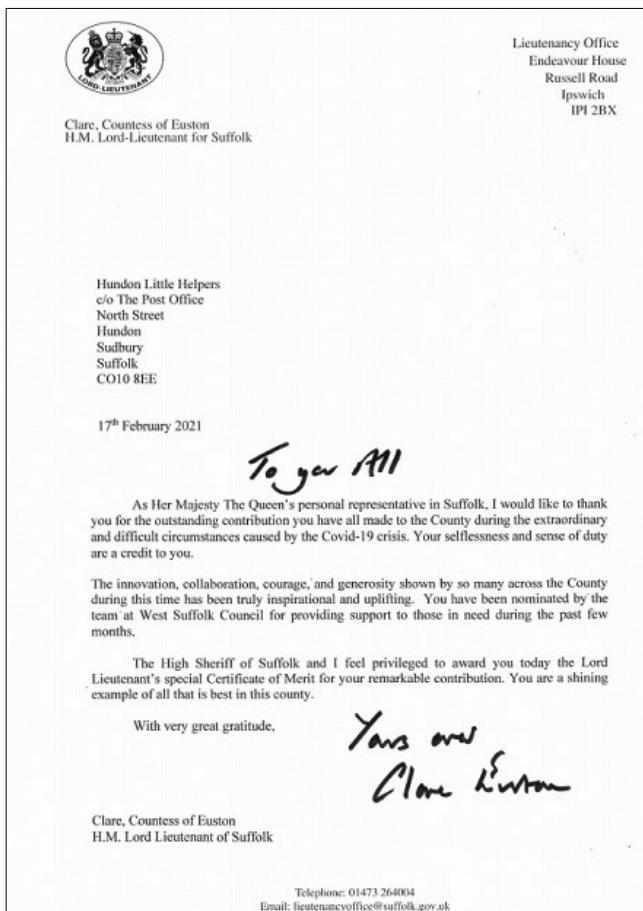 LORD-LIEUTENANT
Clare, Countess of Euston
H.M. Lord-Lieutenant for Suffolk
Lieutenancy Office
Endeavour House
Russell Road
Ipswich
IPI 2BX
Hundon Little Helpers
c/o The Post Office
North Street
Hundon
Sudbury
Suffolk
CO10 8EE
17th February 2021
To you All
As Her Majesty The Queen's personal representative in Suffolk, I would like to thank
you for the outstanding contribution you have all made to the County during the extraordinary
and difficult circumstances caused by the Covid-19 crisis. Your selflessness and sense of duty
are a credit to you.
The innovation, collaboration, courage, and generosity shown by so many across the County
during this time has been truly inspirational and uplifting. You have been nominated by the
team at West Suffolk Council for providing support to those in need during the past few
months.
The High Sheriff of Suffolk and I feel privileged to award you today the Lord
Lieutenant's special Certificate of Merit for your remarkable contribution. You are a shining
example of all that is best in this county.
With very great gratitude,
Yours ever
Clare Euston
Clare, Countess of Euston
H.M. Lord Lieutenant of Suffolk
Telephone: 01473 264004
Email: lieutenancyoffice@suffolk.gov.uk